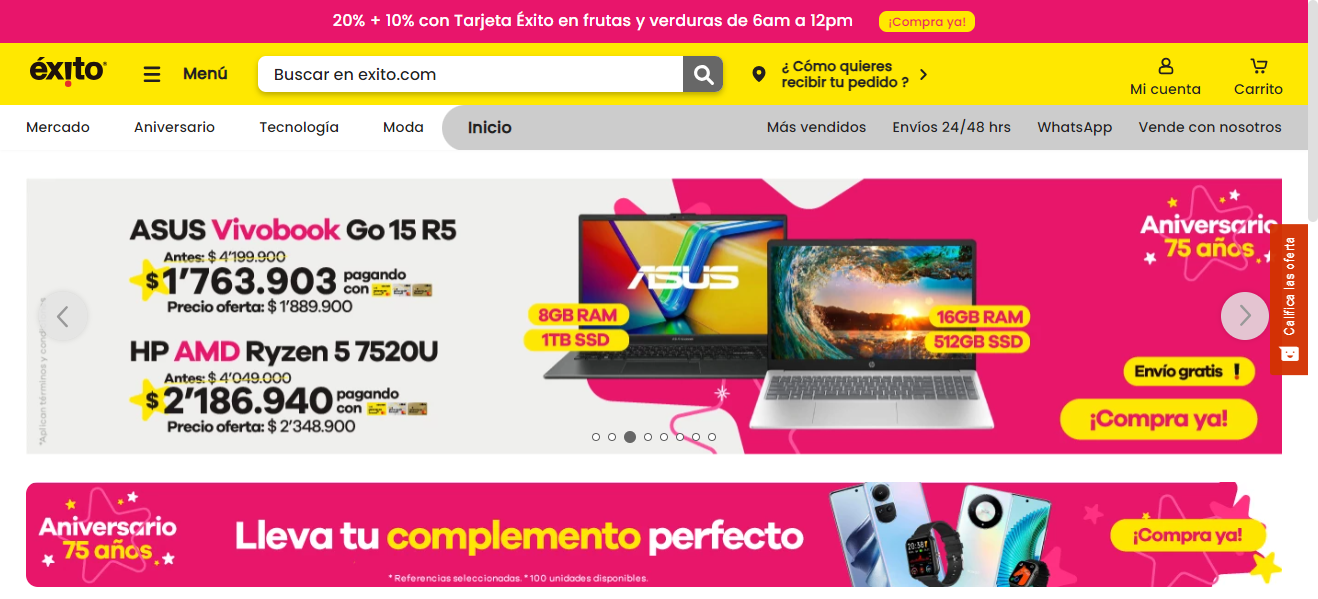 20% + 10% con Tarjeta Éxito en frutas y verduras de 6am a 12pm
¡Compra ya!
éxito
Menú
Buscar en exito.com
¿ Cómo quieres
recibir tu pedido ?
Mi cuenta
Carrito
Mercado
Aniversario
Tecnología
Moda
Inicio
Más vendidos
Envíos 24/48 hrs
WhatsApp
Vende con nosotros
ASUS Vivobook Go 15 R5
Antes: $ 4'199.900
$1'763.903 pagando
con
Precio oferta: $ 1'889.900
HP AMD Ryzen 5 7520U
Antes: $ 4'049.000
$2'186.940 pagando
con
Precio oferta: $ 2'348.900
*Aplican términos y cond
ASUS
8GB RAM
1TB SSD
16GB RAM
512GB SSD
Aniversario
75 años
Envío gratis !
¡Compra ya!
Califica las oferta
Aniversario
75 años
Lleva tu complemento perfecto
* Referencias seleccionadas. * 100 unidades disponibles.
20:38
¡Compra ya!